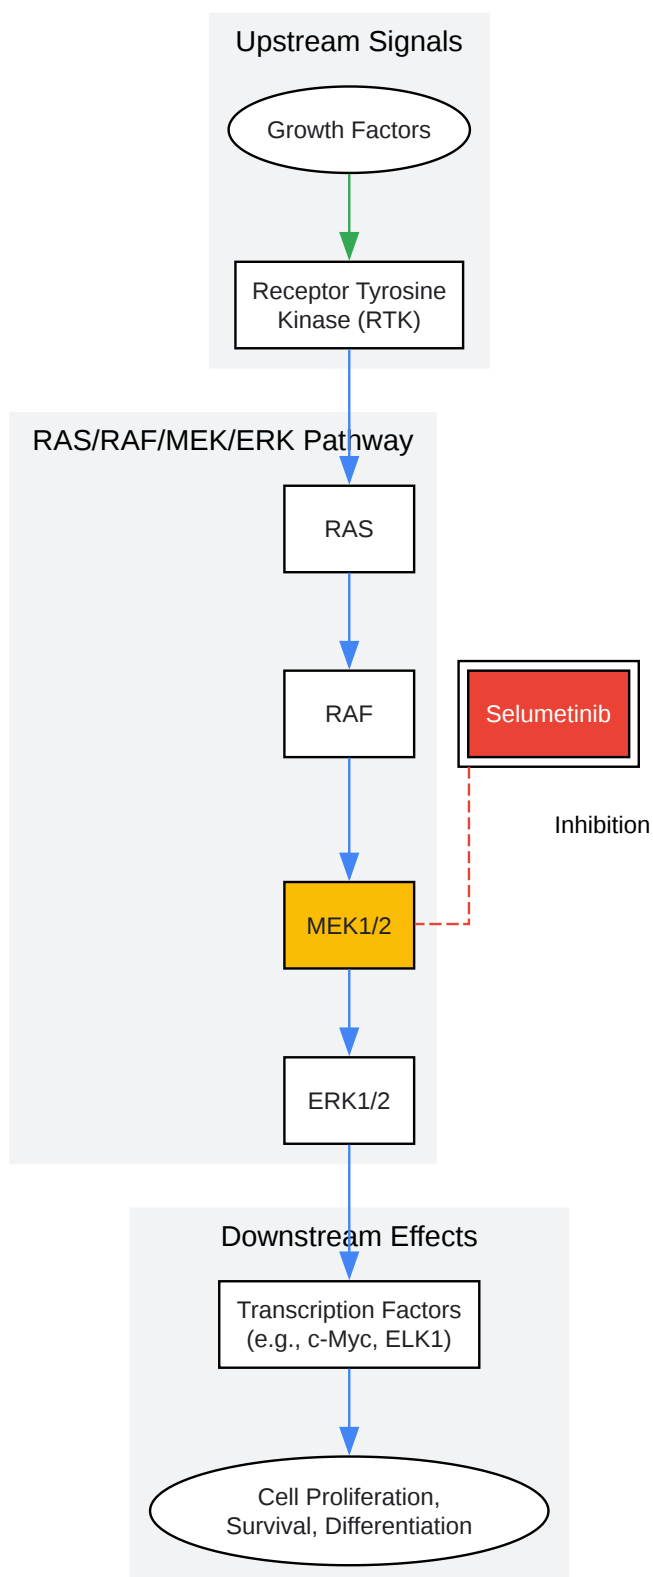 Upstream Signals
Growth Factors
Receptor Tyrosine
Kinase (RTK)
RAS/RAF/MEK/ERK Pathway
RAS
RAF
Selumetinib
Inhibition
MEK1/2
ERK1/2
Downstream Effects
Transcription Factors
(e.g., c-Myc, ELK1)
Cell Proliferation,
Survival, Differentiation